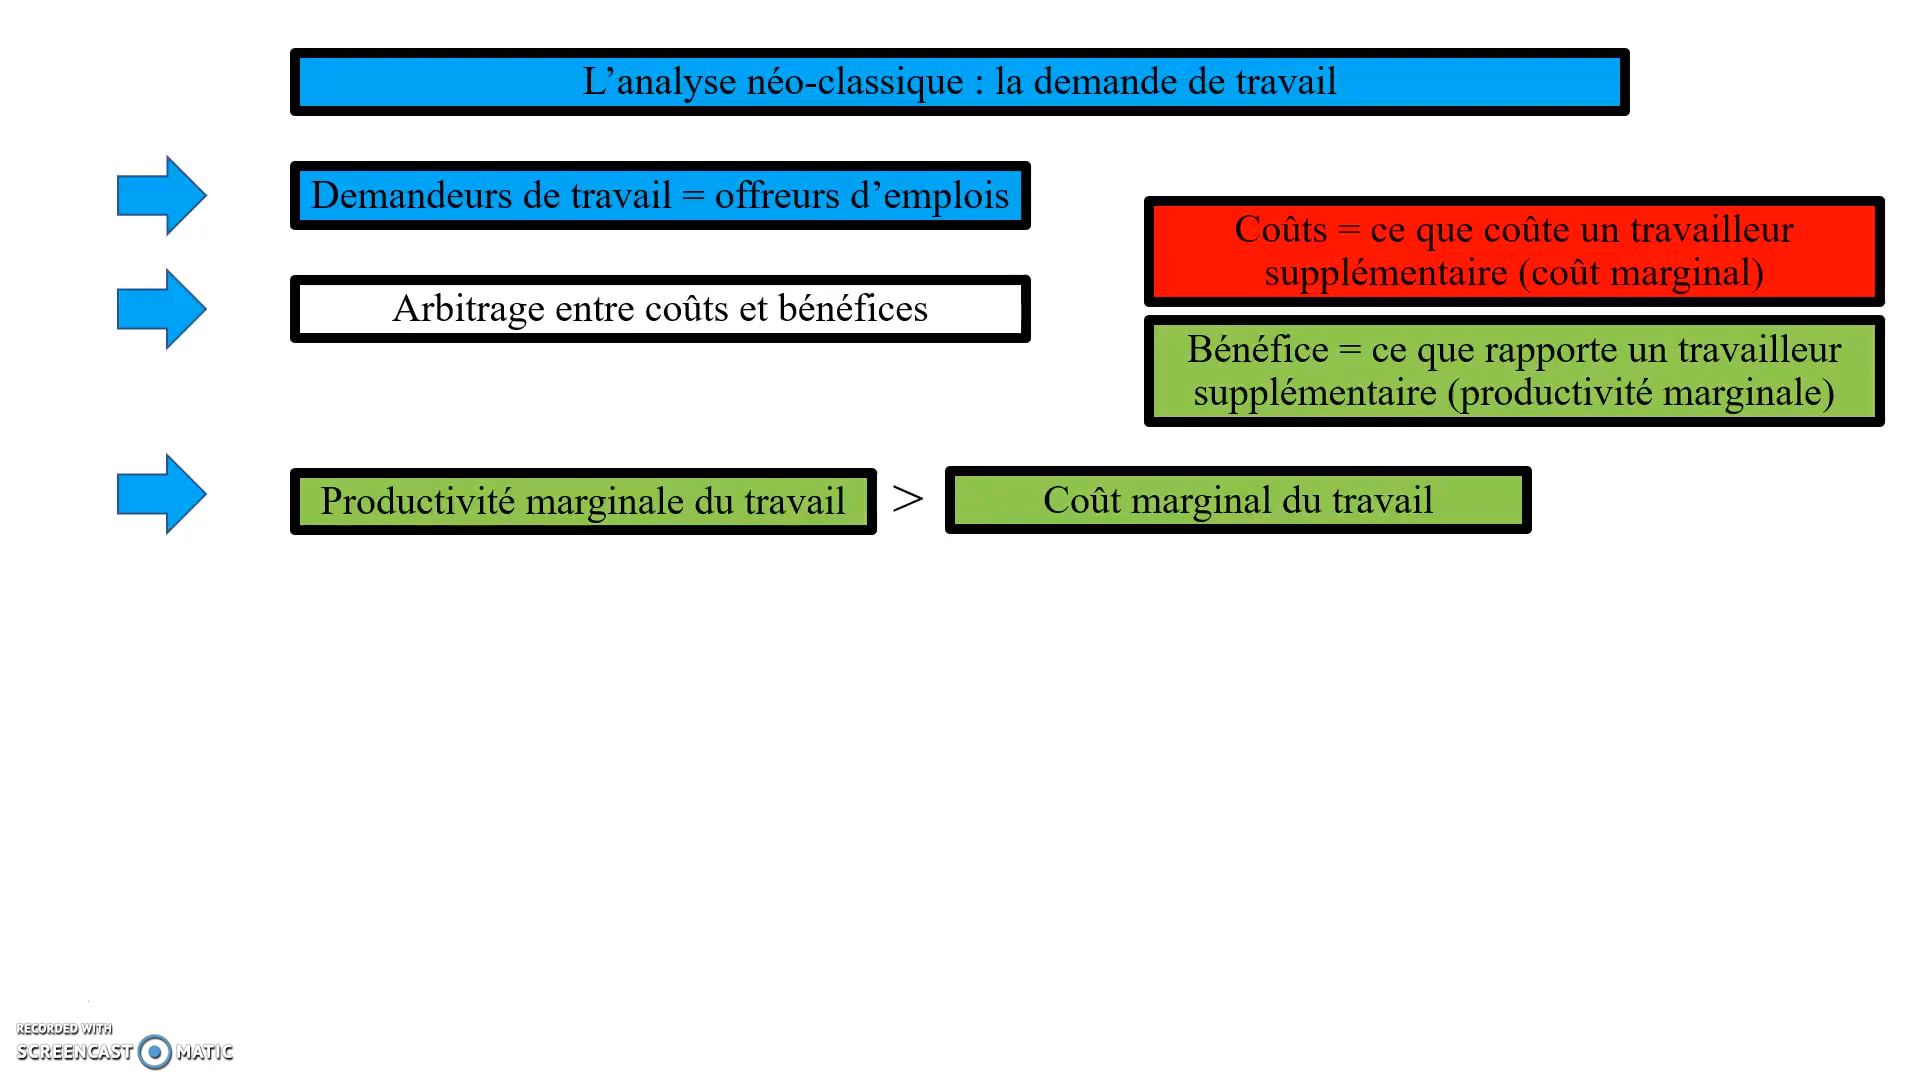 L’analyse néo-classique : la demande de travail
Demandeurs de travail = offreurs d’emplois
Coûts = ce que coûte un travailleur
supplémentaire (coût marginal)
Arbitrage entre coûts et bénéfices
Bénéfice = ce que rapporte un travailleur
supplémentaire (productivité marginale)
Productivité marginale du travail > Coût marginal du travail
RECORDED WITH
SCREENCAST MATIC